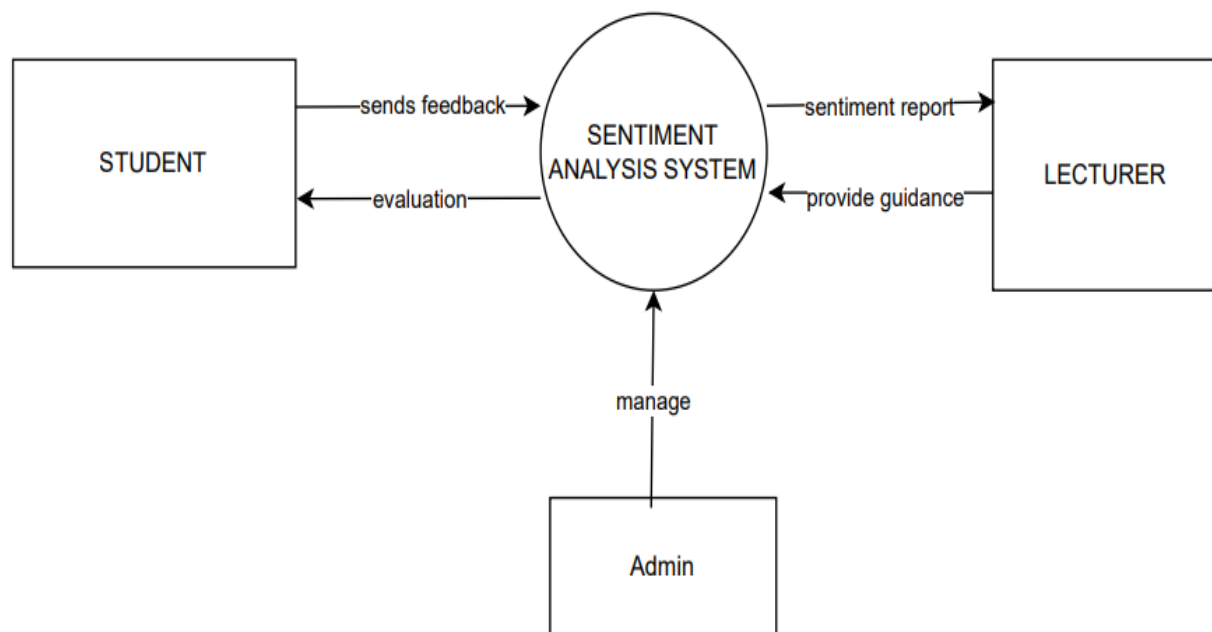 STUDENT
sends feedback
evaluation
SENTIMENT
ANALYSIS SYSTEM
sentiment report
provide guidance
LECTURER
manage
Admin